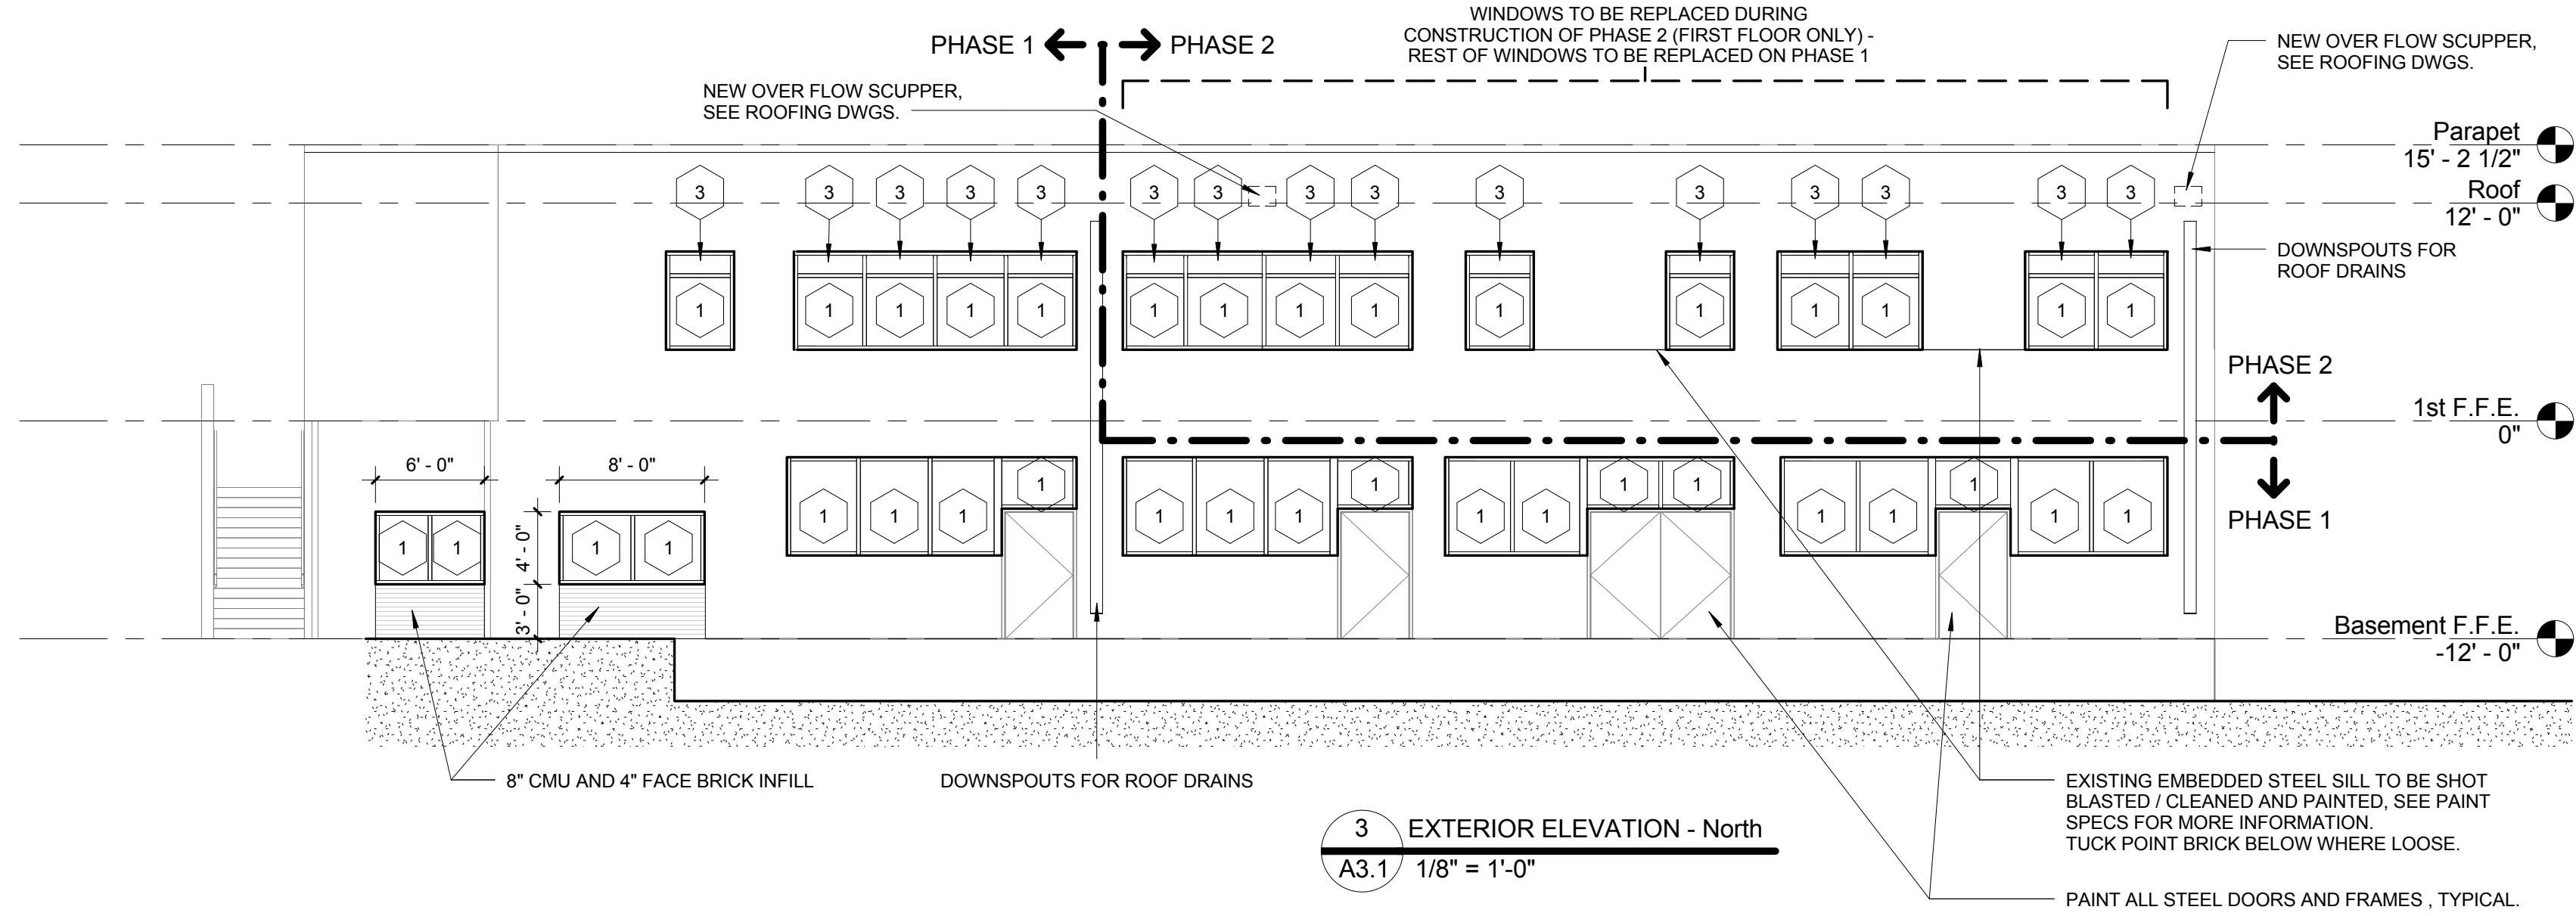 WINDOWS TO BE REPLACED DURING
CONSTRUCTION OF PHASE 2 (FIRST FLOOR ONLY) -
REST OF WINDOWS TO BE REPLACED ON PHASE 1
PHASE 1
PHASE 2
NEW OVER FLOW SCUPPER,
SEE ROOFING DWGS.
NEW OVER FLOW SCUPPER,
SEE ROOFING DWGS.
Parapet
15' - 2 1/2"
Roof
12' - 0"
3 3 3 3 3 3 3 3 3 3 3 3 3 3 3
DOWNSPOUTS FOR
ROOF DRAINS
1 1 1 1 1 1 1 1 1 1 1 1 1 1 1
PHASE 2
1st F.F.E.
0"
PHASE 1
6' - 0"
8' - 0"
4' - 0"
3' - 0"
1 1 1 1 1
1 1 1 1 1 1 1 1 1 1 1 1 1 1 1 1 1
Basement F.F.E.
-12' - 0"
8" CMU AND 4" FACE BRICK INFILL
DOWNSPOUTS FOR ROOF DRAINS
EXISTING EMBEDDED STEEL SILL TO BE SHOT
BLASTED / CLEANED AND PAINTED, SEE PAINT
SPECS FOR MORE INFORMATION.
TUCK POINT BRICK BELOW WHERE LOOSE.
3
EXTERIOR ELEVATION - North
A3.1
1/8" = 1'-0"
PAINT ALL STEEL DOORS AND FRAMES , TYPICAL.